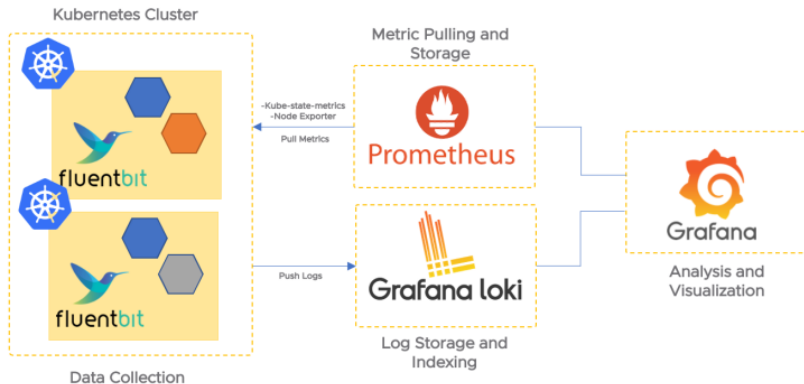 Kubernetes Cluster
fluentbit
fluentbit
Data Collection
-Kube-state-metrics
-Node Exporter
Pull Metrics
Push Logs
Metric Pulling and
Storage
Prometheus
Grafana loki
Log Storage and
Indexing
Grafana
Analysis and
Visualization